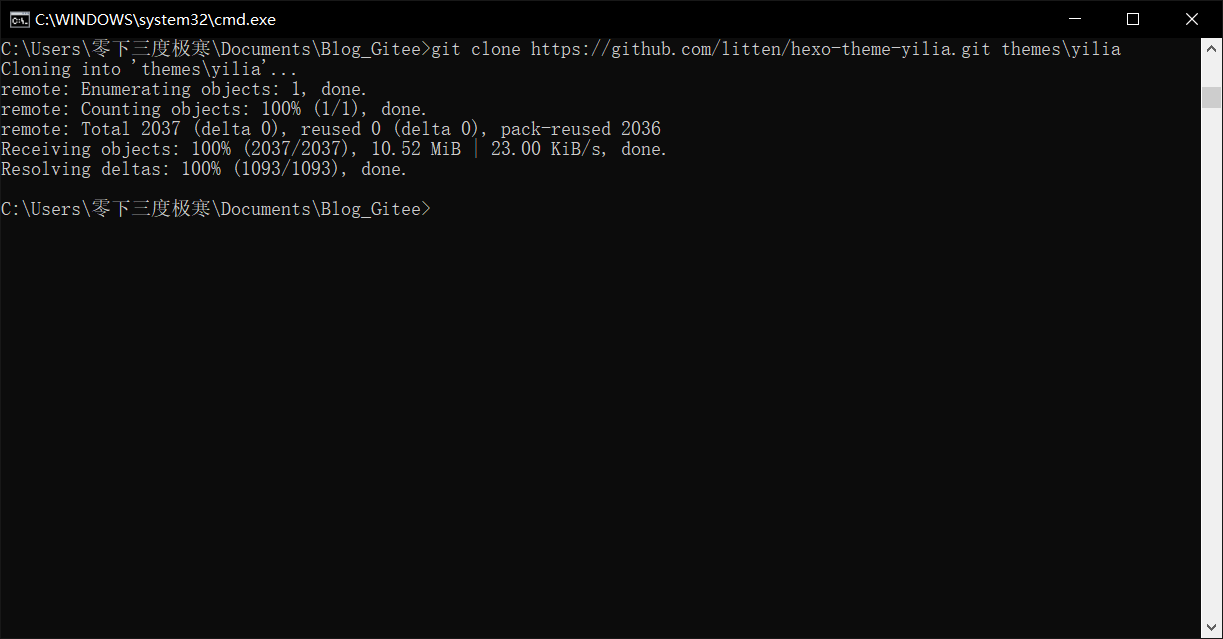 C:\WINDOWS\system32\cmd.exe
C:\Users\零下三度极寒\Documents\Blog_Gitee>git clone https://github.com/litten/hexo-theme-yilia.git themes\yilia
Cloning into 'themes\yilia'...
remote: Enumerating objects: 1, done.
remote: Counting objects: 100% (1/1), done.
remote: Total 2037 (delta 0), reused 0 (delta 0), pack-reused 2036
Receiving objects: 100% (2037/2037), 10.52 MiB | 23.00 KiB/s, done.
Resolving deltas: 100% (1093/1093), done.
C:\Users\零下三度极寒\Documents\Blog_Gitee>